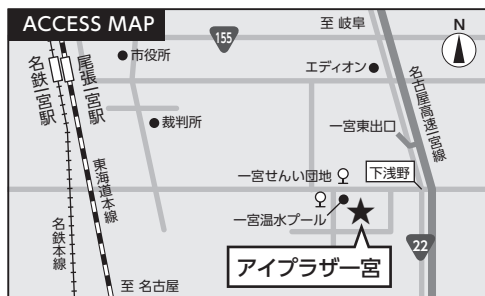 ACCESS MAP
155
至 岐阜
N
市役所
エディオン
名鉄一宮駅
尾張一宮駅
名古屋高速一宮線
裁判所
一宮東出口
一宮せんい団地
下浅野
東海道本線
一宮温水プール
名鉄本線
22
アイプラザ一宮
至 名古屋